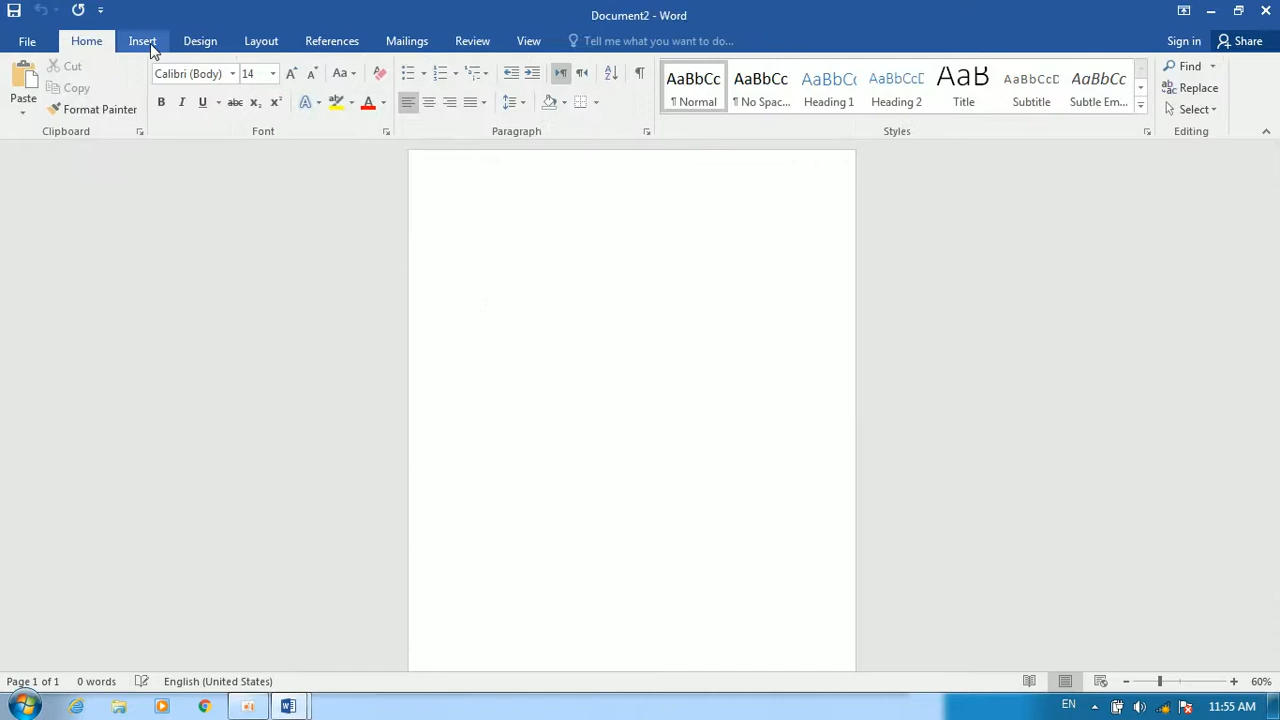 Document2 - Word
File Home Insert Design Layout References Mailings Review View Tell me what you want to do... Sign in Share
Paste
Cut
Copy
Format Painter
Clipboard
Calibri (Body) 14 Aa
B I U abc X₂ X² A A
Font
Paragraph
AaBbCc ¶ Normal
AaBbCc ¶ No Spac...
AaBbCc Heading 1
AaBbCcD Heading 2
AaB Title
AaBbCcD Subtitle
AaBbCcD Subtle Em...
Styles
Find
Replace
Select
Editing
Page 1 of 1 0 words English (United States) 60%
EN 11:55 AM